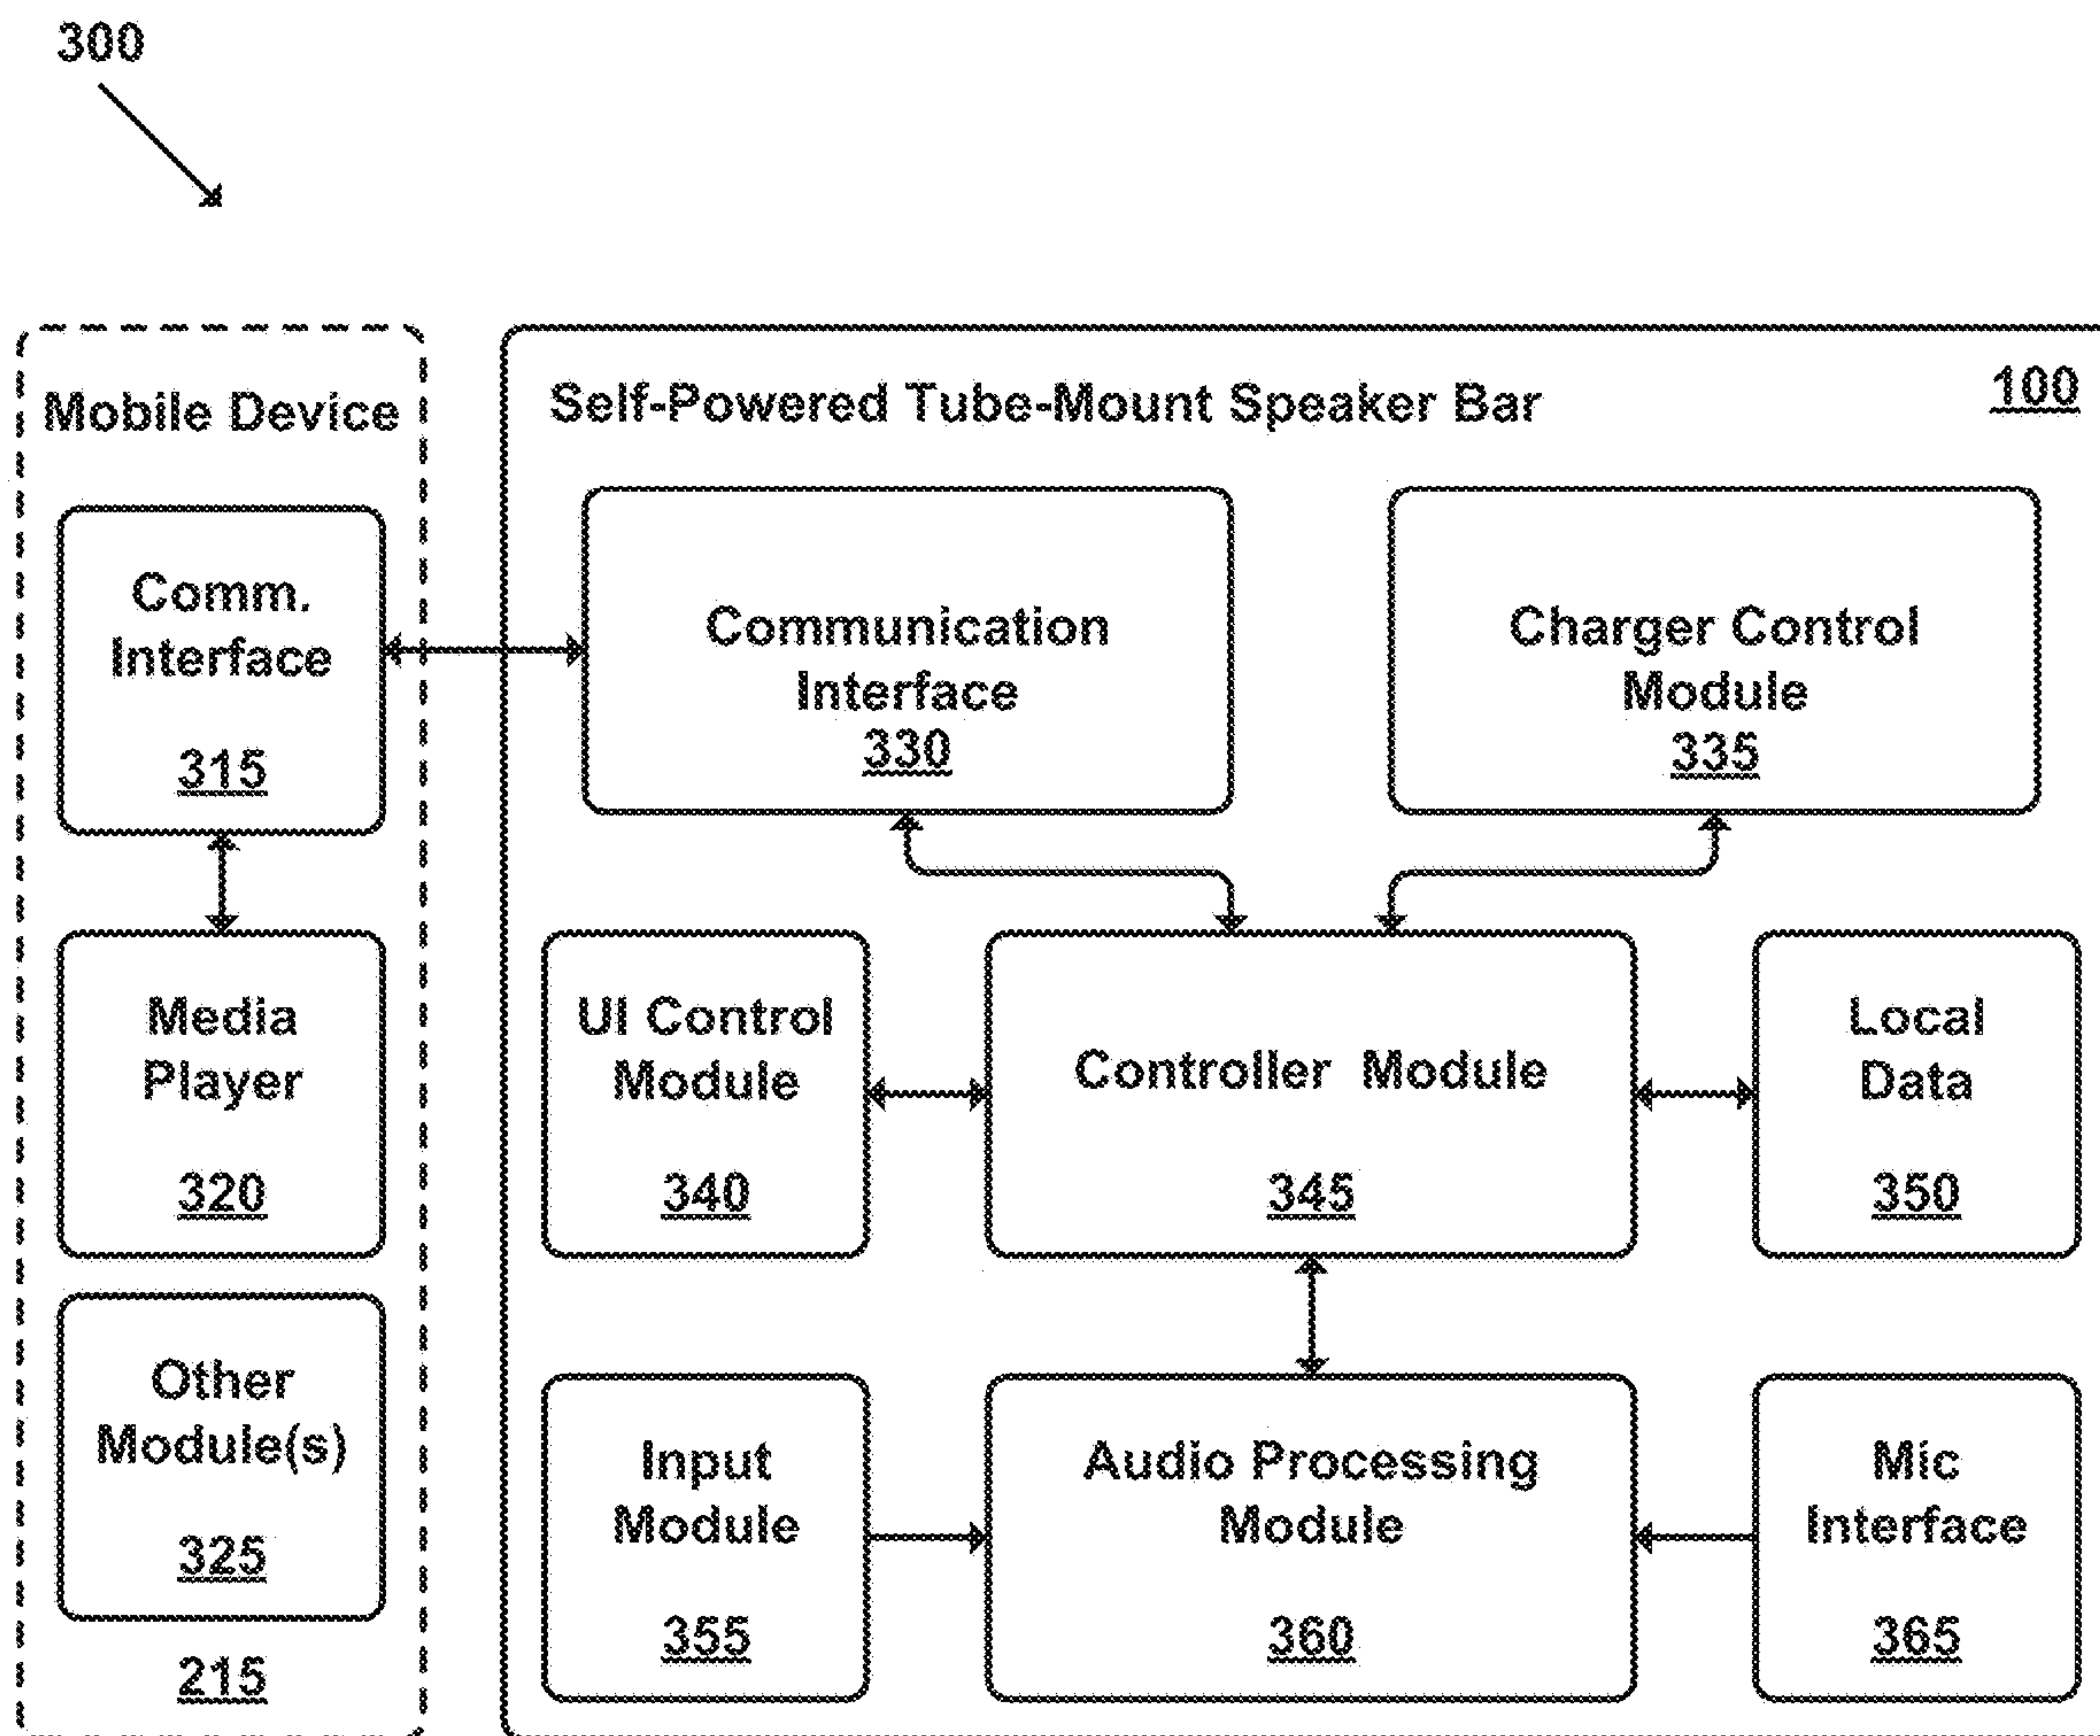 300
Mobile Device
Comm.
Interface
315
Media
Player
320
Other
Module(s)
325
215
Self-Powered Tube-Mount Speaker Bar
100
Communication
Interface
330
Charger Control
Module
335
UI Control
Module
340
Controller Module
345
Local
Data
350
Input
Module
355
Audio Processing
Module
360
Mic
Interface
365